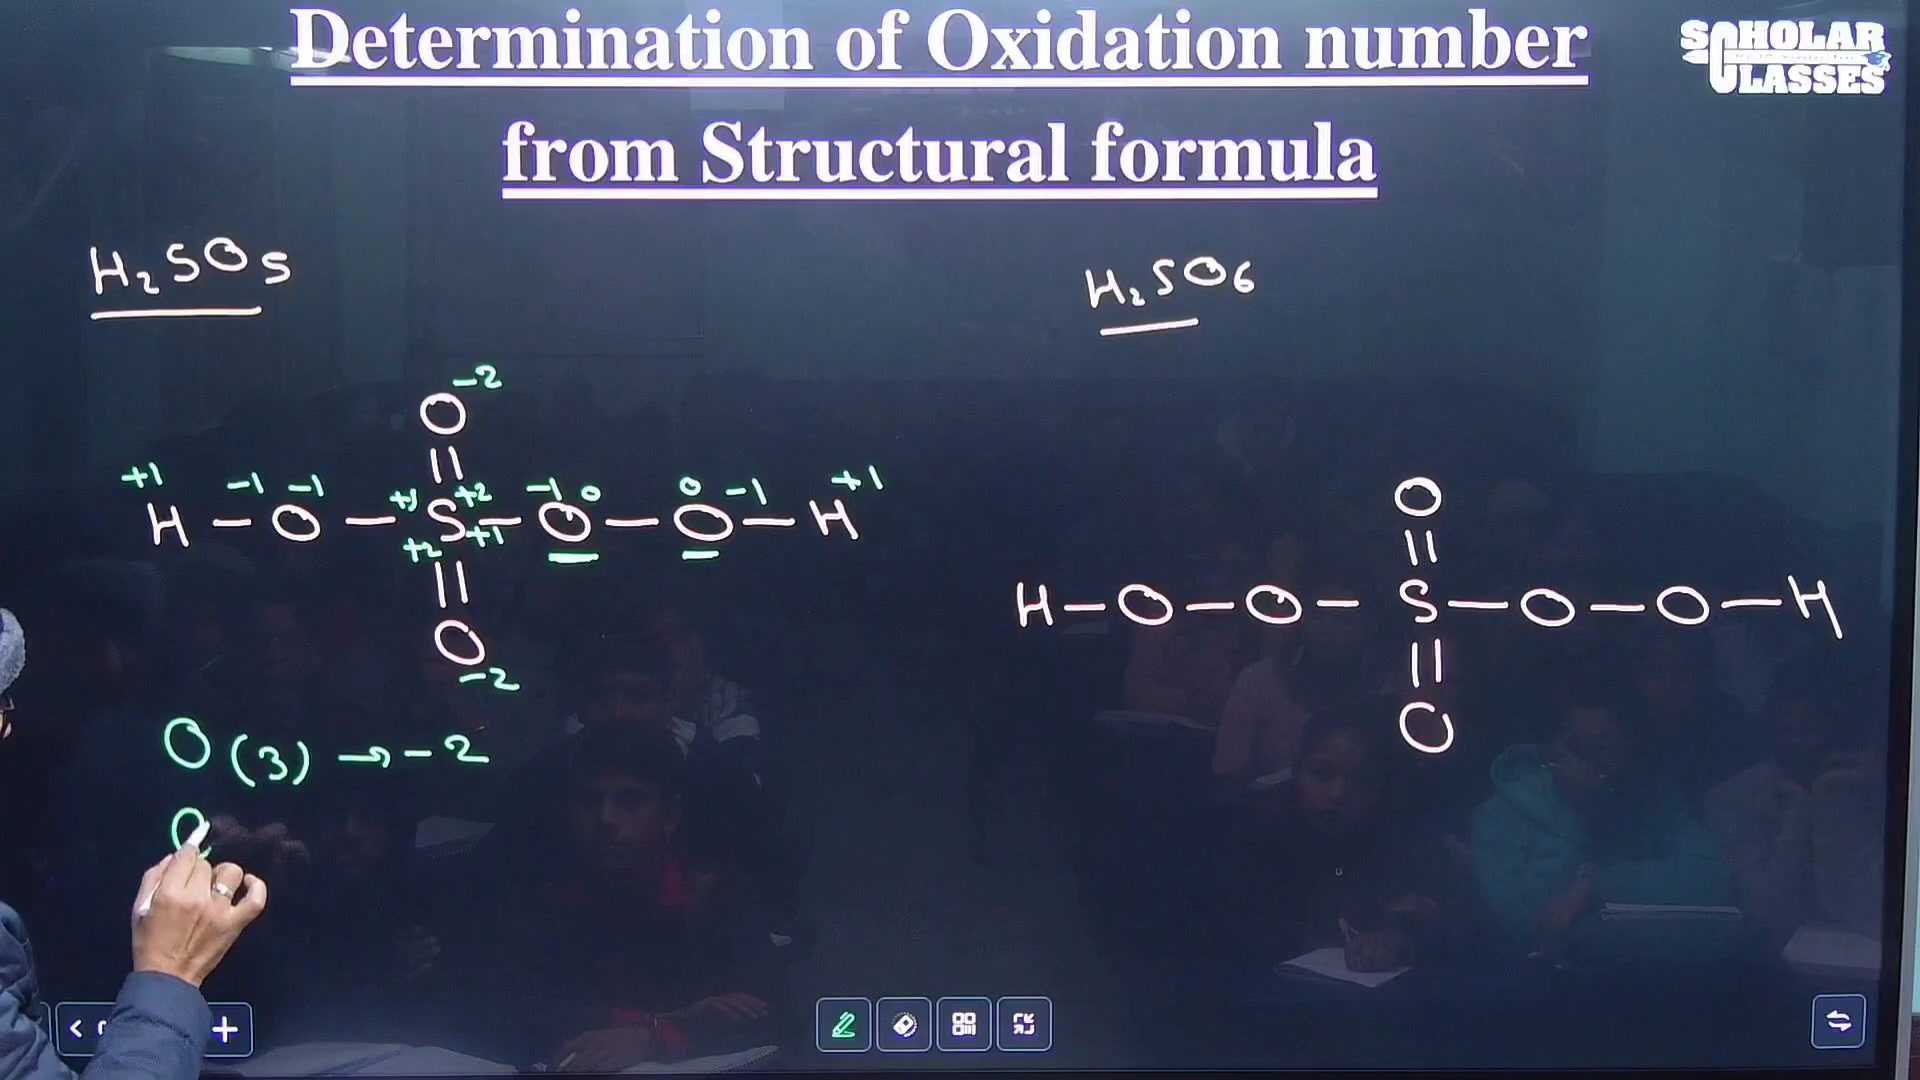 Determination of Oxidation number
from Structural formula
SCHOLAR
CLASSES
H₂SO₅
H₂SO₆
-2
O
||
+1 -1 -1 +1 +2 -1 0 0 -1 +1
H — O — S — O — O — H
+2 +1
||
O
-2
O (3) → -2
O
O
||
H — O — O — S — O — O — H
||
O